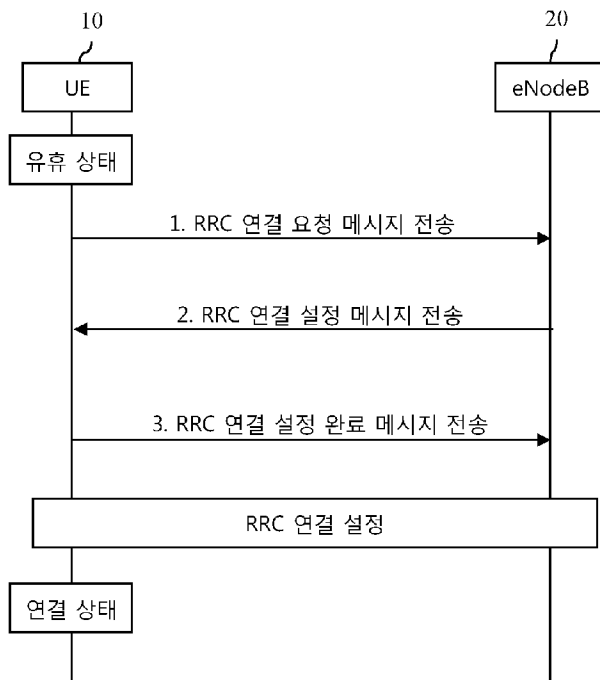 10
20
UE
eNodeB
유휴 상태
1. RRC 연결 요청 메시지 전송
2. RRC 연결 설정 메시지 전송
3. RRC 연결 설정 완료 메시지 전송
RRC 연결 설정
연결 상태